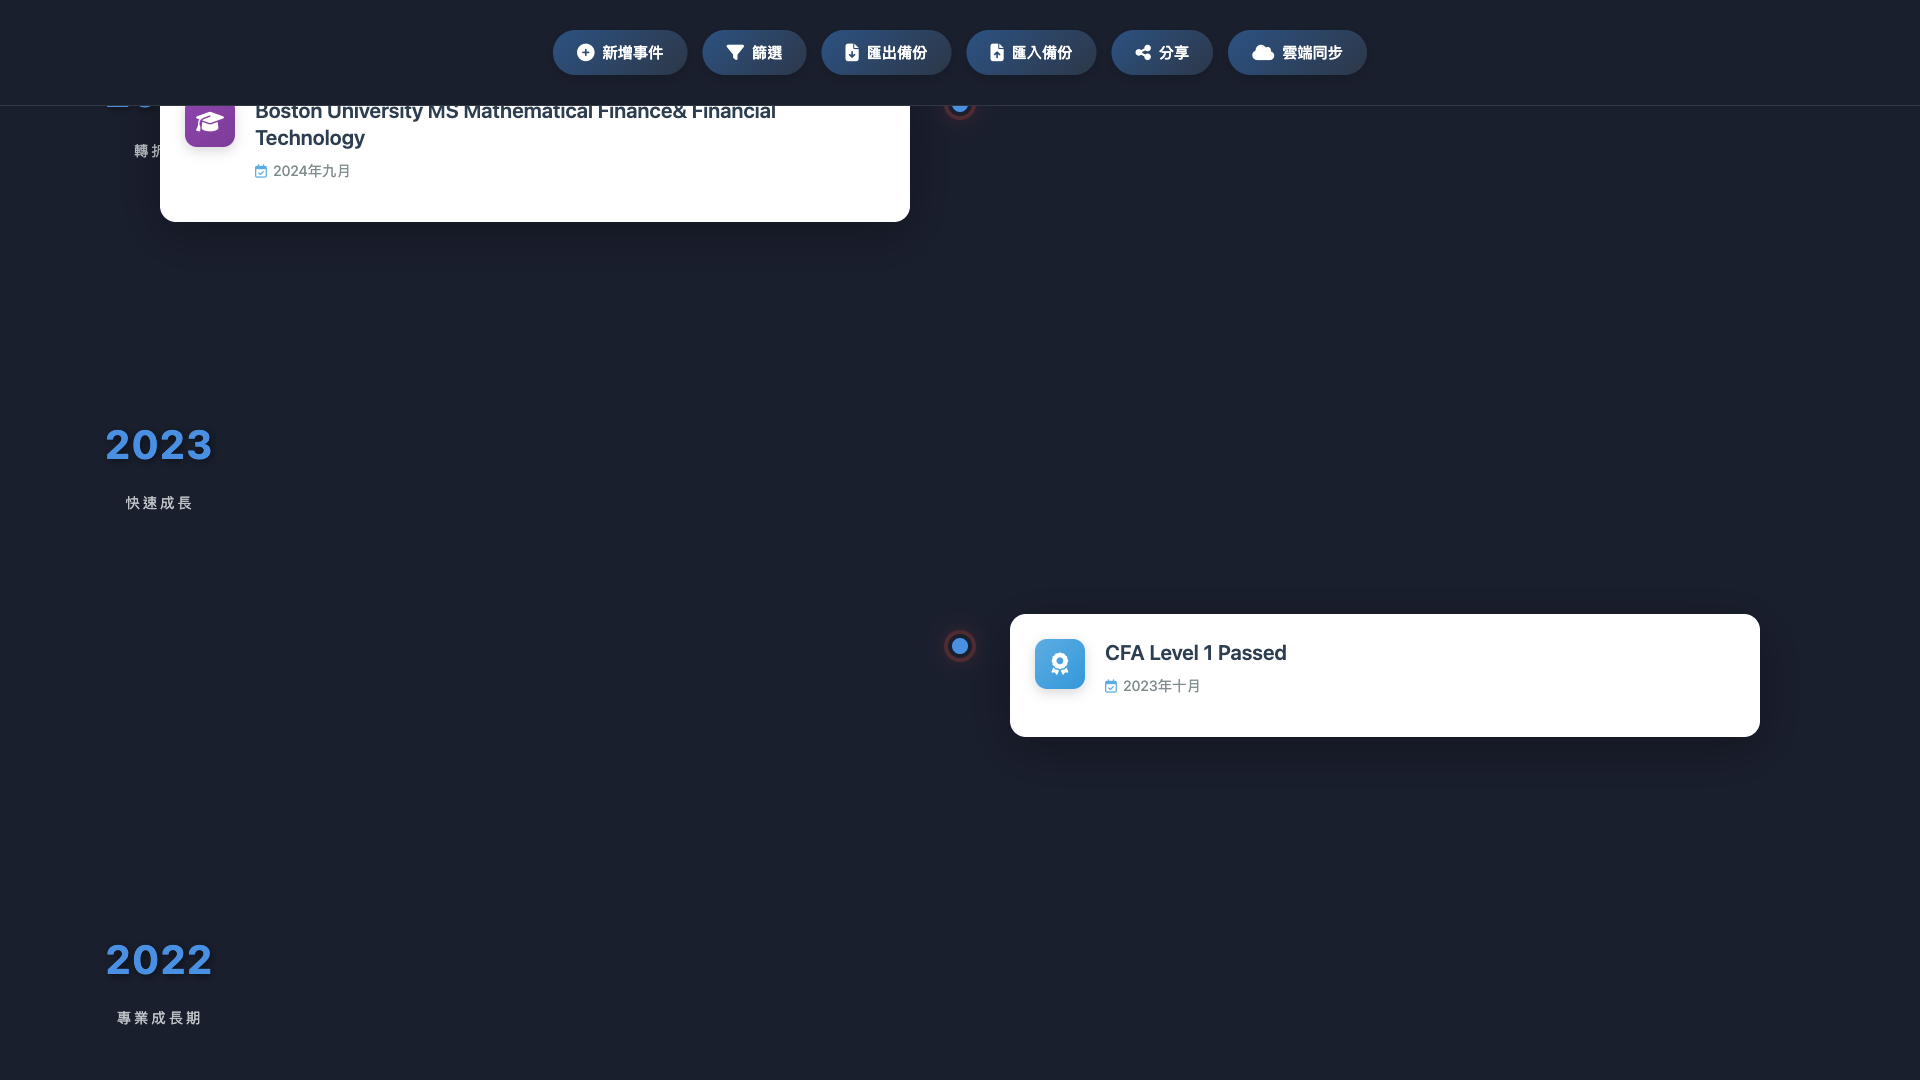 新增事件
篩選
匯出備份
匯入備份
分享
雲端同步
Boston University MS Mathematical Finance& Financial
Technology
2024年九月
轉折
2023
快速成長
CFA Level 1 Passed
2023年十月
2022
專業成長期